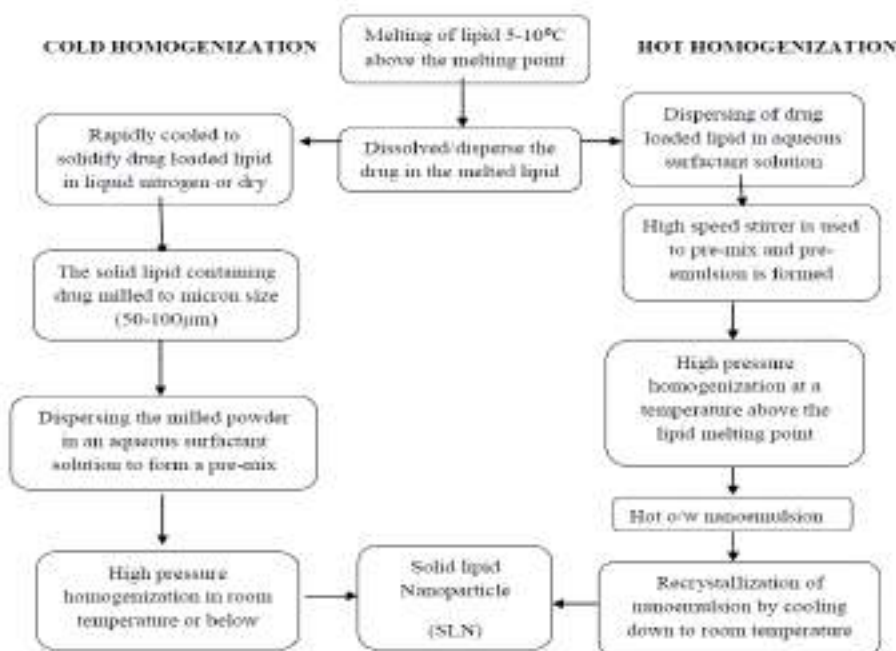 COLD HOMOGENIZATION
Melting of lipid 5-10°C
above the melting point
HOT HOMOGENIZATION
Rapidly cooled to
solidify drug loaded lipid
in liquid nitrogen or dry
Dissolved/disperse the
drug in the melted lipid
Dispersing of drug
loaded lipid in aqueous
surfactant solution
The solid lipid containing
drug milled to micron size
(50-100μm)
High speed stirrer is used
to pre-mix and pre-
emulsion is formed
Dispersing the milled powder
in an aqueous surfactant
solution to form a pre-mix
High pressure
homogenization at a
temperature above the
lipid melting point
Hot o/w nanoemulsion
High pressure
homogenization in room
temperature or below
Solid lipid
Nanoparticle
(SLN)
Recrystallization of
nanoemulsion by cooling
down to room temperature